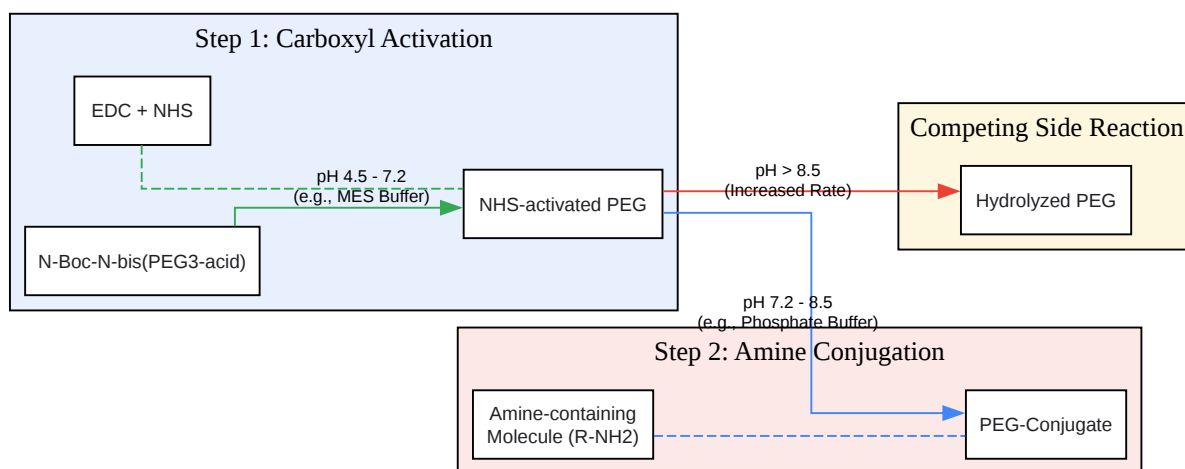 Step 1: Carboxyl Activation
EDC + NHS
pH 4.5 - 7.2
(e.g., MES Buffer)
NHS-activated PEG
N-Boc-N-bis(PEG3-acid)
pH > 8.5
(Increased Rate)
Competing Side Reaction
Hydrolyzed PEG
pH 7.2 - 8.5
(e.g., Phosphate Buffer)
Step 2: Amine Conjugation
Amine-containing
Molecule (R-NH2)
PEG-Conjugate